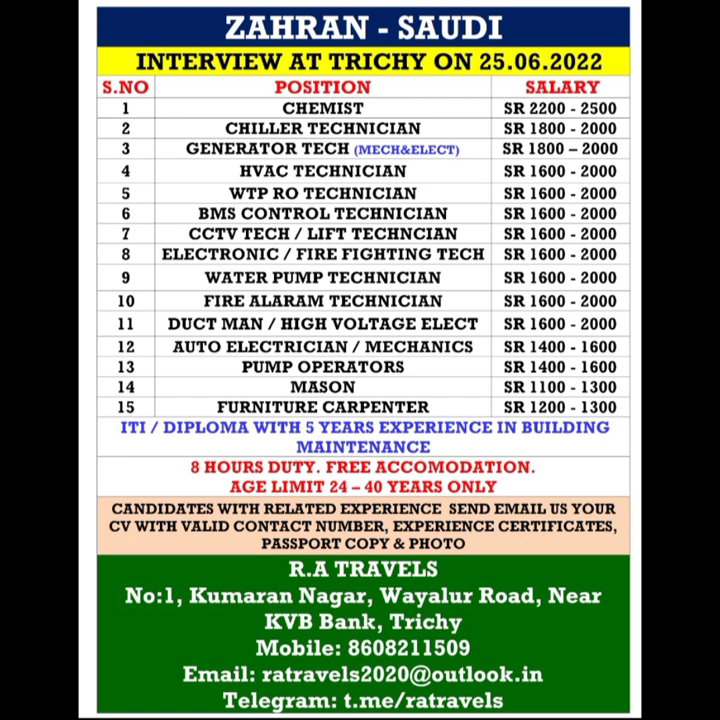 ZAHRAN - SAUDI
INTERVIEW AT TRICHY ON 25.06.2022
S.NO POSITION SALARY
1 CHEMIST SR 2200 - 2500
2 CHILLER TECHNICIAN SR 1800 - 2000
3 GENERATOR TECH (MECH&ELECT) SR 1800 – 2000
4 HVAC TECHNICIAN SR 1600 - 2000
5 WTP RO TECHNICIAN SR 1600 - 2000
6 BMS CONTROL TECHNICIAN SR 1600 - 2000
7 CCTV TECH / LIFT TECHNCIAN SR 1600 - 2000
8 ELECTRONIC / FIRE FIGHTING TECH SR 1600 - 2000
9 WATER PUMP TECHNICIAN SR 1600 - 2000
10 FIRE ALARAM TECHNICIAN SR 1600 - 2000
11 DUCT MAN / HIGH VOLTAGE ELECT SR 1600 - 2000
12 AUTO ELECTRICIAN / MECHANICS SR 1400 - 1600
13 PUMP OPERATORS SR 1400 - 1600
14 MASON SR 1100 - 1300
15 FURNITURE CARPENTER SR 1200 - 1300
ITI / DIPLOMA WITH 5 YEARS EXPERIENCE IN BUILDING
MAINTENANCE
8 HOURS DUTY. FREE ACCOMODATION.
AGE LIMIT 24 – 40 YEARS ONLY
CANDIDATES WITH RELATED EXPERIENCE SEND EMAIL US YOUR
CV WITH VALID CONTACT NUMBER, EXPERIENCE CERTIFICATES,
PASSPORT COPY & PHOTO
R.A TRAVELS
No:1, Kumaran Nagar, Wayalur Road, Near
KVB Bank, Trichy
Mobile: 8608211509
Email: ratravels2020@outlook.in
Telegram: t.me/ratravels